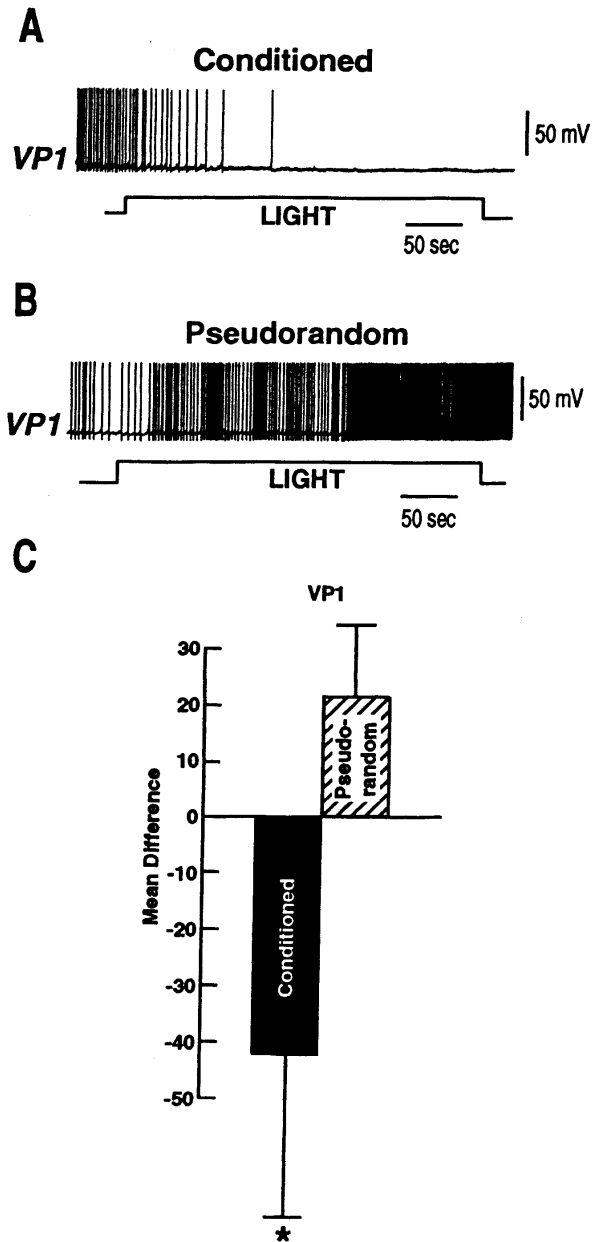 A
Conditioned
VP1
50 mV
LIGHT
50 sec
B
Pseudorandom
VP1
50 mV
LIGHT
50 sec
C
VP1
Mean Difference
30
20
10
0
-10
-20
-30
-40
-50
Pseudo-
random
Conditioned
*